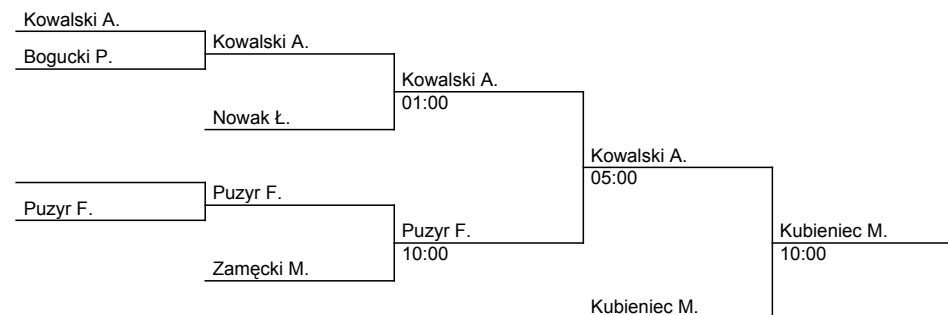 Kowalski A.
Bogucki P.
Kowalski A.
Nowak Ł.
Kowalski A.
01:00
Puzyr F.
Puzyr F.
Zamęcki M.
Puzyr F.
10:00
Kowalski A.
05:00
Kubieniec M.
Kubieniec M.
10:00